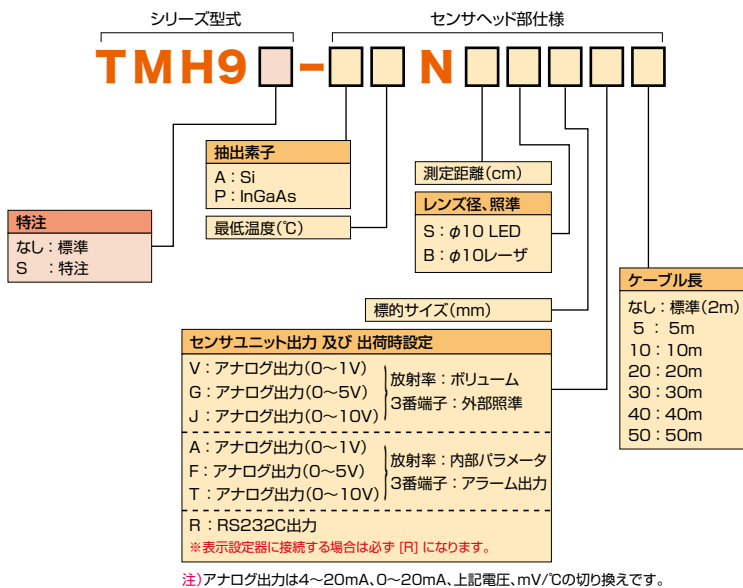 シリーズ型式
センサヘッド部仕様
TMH9 □-□□ N □□□□□
抽出素子
A：Si
P：InGaAs
最低温度(℃)
測定距離(cm)
レンズ径、照準
S：φ10 LED
B：φ10レーザ
特注
なし：標準
S　：特注
標的サイズ(mm)
ケーブル長
なし：標準(2m)
5 ： 5m
10：10m
20：20m
30：30m
40：40m
50：50m
センサユニット出力 及び 出荷時設定
V：アナログ出力(0〜1V)
G：アナログ出力(0〜5V)
J：アナログ出力(0〜10V)
放射率：ボリューム
3番端子：外部照準
A：アナログ出力(0〜1V)
F：アナログ出力(0〜5V)
T：アナログ出力(0〜10V)
放射率：内部パラメータ
3番端子：アラーム出力
R：RS232C出力
※表示設定器に接続する場合は必ず [R] になります。
注)アナログ出力は4〜20mA、0〜20mA、上記電圧、mV/℃の切り換えです。